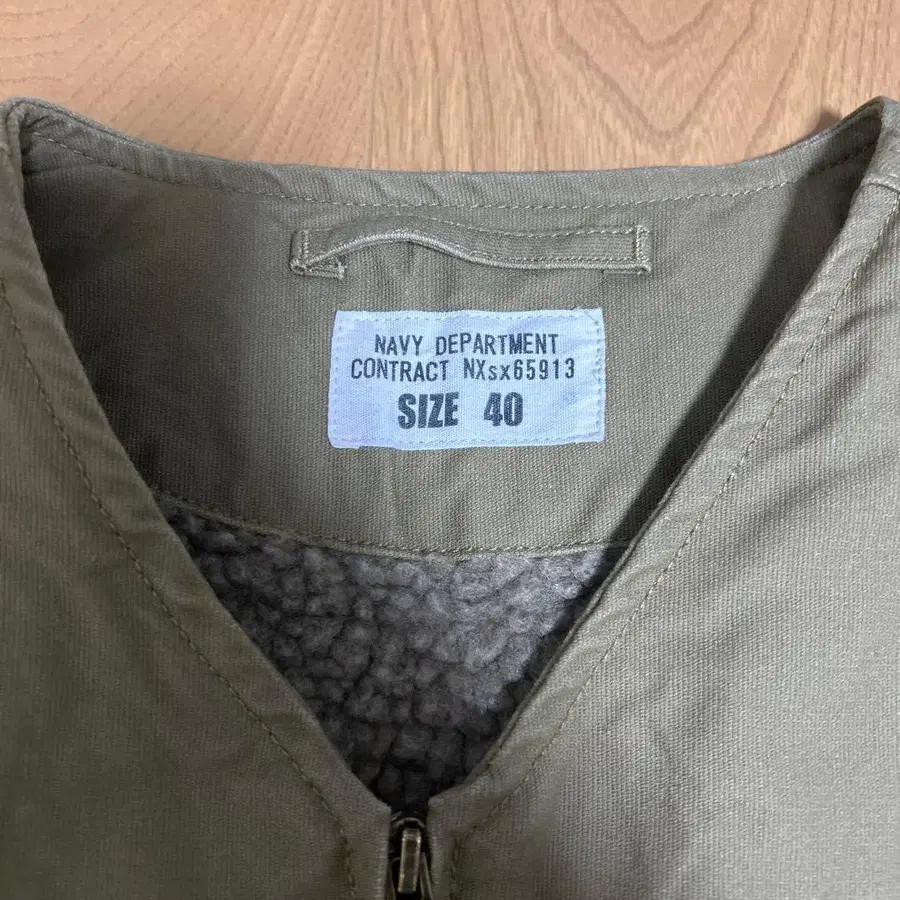 NAVY DEPARTMENT
CONTRACT NXsx65913
SIZE 40